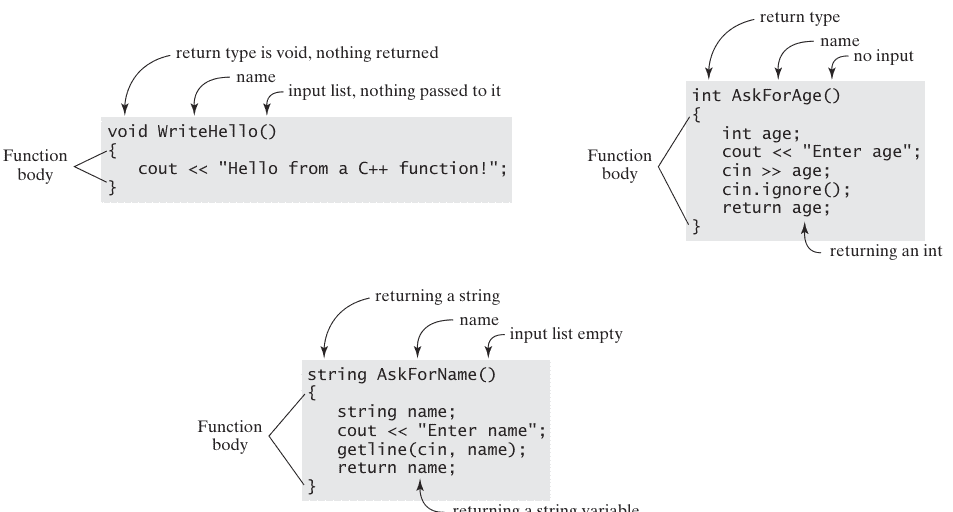 return type is void, nothing returned
name
input list, nothing passed to it
void WriteHello()
{
cout << "Hello from a C++ function!";
}
Function
body
return type
name
no input
int AskForAge()
{
int age;
cout << "Enter age";
cin >> age;
cin.ignore();
return age;
}
Function
body
returning an int
returning a string
name
input list empty
string AskForName()
{
string name;
cout << "Enter name";
getline(cin, name);
return name;
}
Function
body
returning a string variable